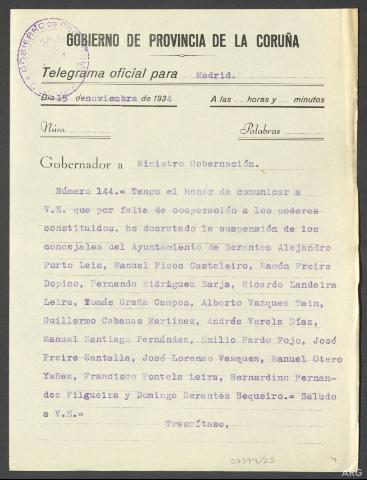 GOBIERNO DE PROVINCIA DE LA CORUÑA
Telegrama oficial para Madrid.
Día 15 de noviembre de 1934 A las horas y minutos
Núm. Palabras
Gobernador a Ministro Gobernación.
Número 144.= Tengo el honor de comunicar a
V.E. que por falta de cooperación a los poderes
constituidos, he decretado la suspensión de los
concejales del Ayuntamiento de Serantes Alejandro
Porto Leis, Manuel Pisos Casteleiro, Ramón Freire
Dopico, Fernando Hidriguez Barja, Ricardo Landeira
Leira, Tomás Graña Campos, Alberto Vazquez Tain,
Guillermo Cabanas Martinez, Andrés Varela Díaz,
Manuel Santiago Fernández, Emilio Pardo Fojo, José
Freire Santalla, José Lorenzo Vazquez, Manuel Otero
Yañez, Francisco Fontela Leira, Bernardino Fernan-
dez Filgueira y Domingo Serantes Sequeiro.= Saludo
a V.E.=
Trasmítase,
ARG